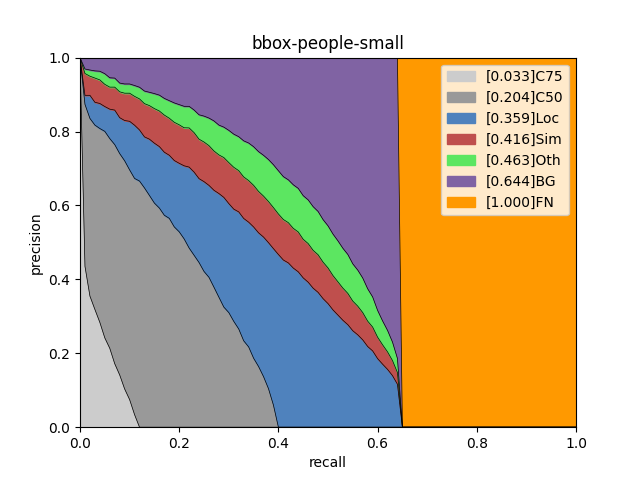 bbox-people-small
1.0
0.8
0.6
0.4
0.2
0.0
precision
[0.033]C75
[0.204]C50
[0.359]Loc
[0.416]Sim
[0.463]Oth
[0.644]BG
[1.000]FN
0.0 0.2 0.4 0.6 0.8 1.0
recall